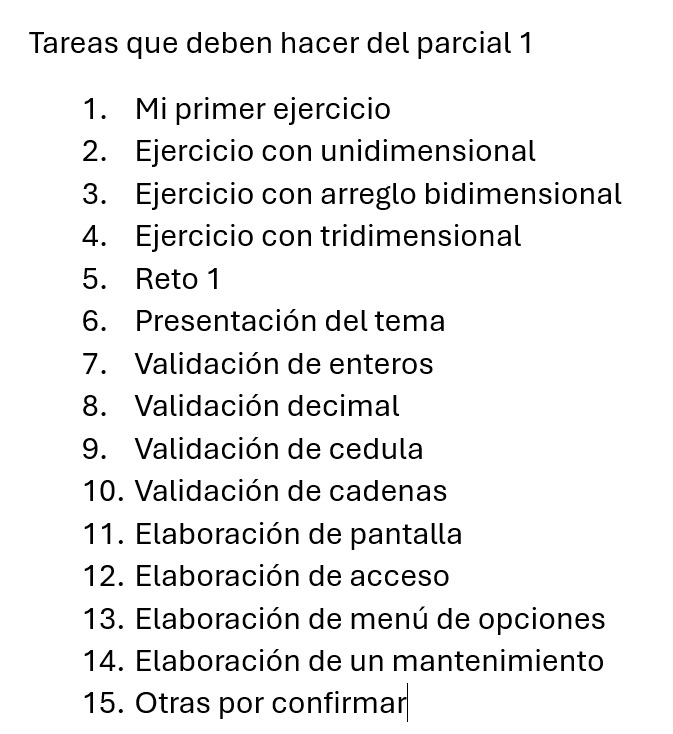 Tareas que deben hacer del parcial 1
1. Mi primer ejercicio
2. Ejercicio con unidimensional
3. Ejercicio con arreglo bidimensional
4. Ejercicio con tridimensional
5. Reto 1
6. Presentación del tema
7. Validación de enteros
8. Validación decimal
9. Validación de cedula
10. Validación de cadenas
11. Elaboración de pantalla
12. Elaboración de acceso
13. Elaboración de menú de opciones
14. Elaboración de un mantenimiento
15. Otras por confirmar